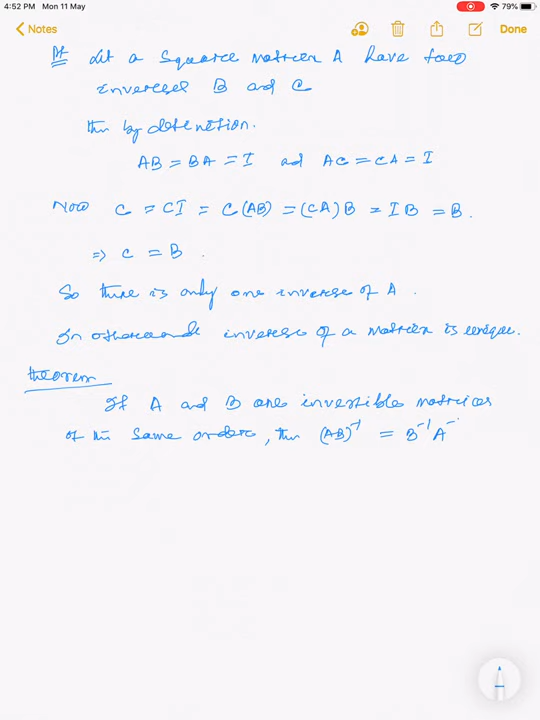 4:52 PM Mon 11 May 79%
Notes Done
Pf Let a Square matrix A have two
inverses B and C
then by definition.
AB = BA = I and AC = CA = I
Now C = CI = C(AB) = (CA)B = IB = B.
⇒ C = B.
So there is only one inverse of A.
In other words inverse of a matrix is unique.
theorem
If A and B are invertible matrices
of the same order, then (AB)⁻¹ = B⁻¹A⁻